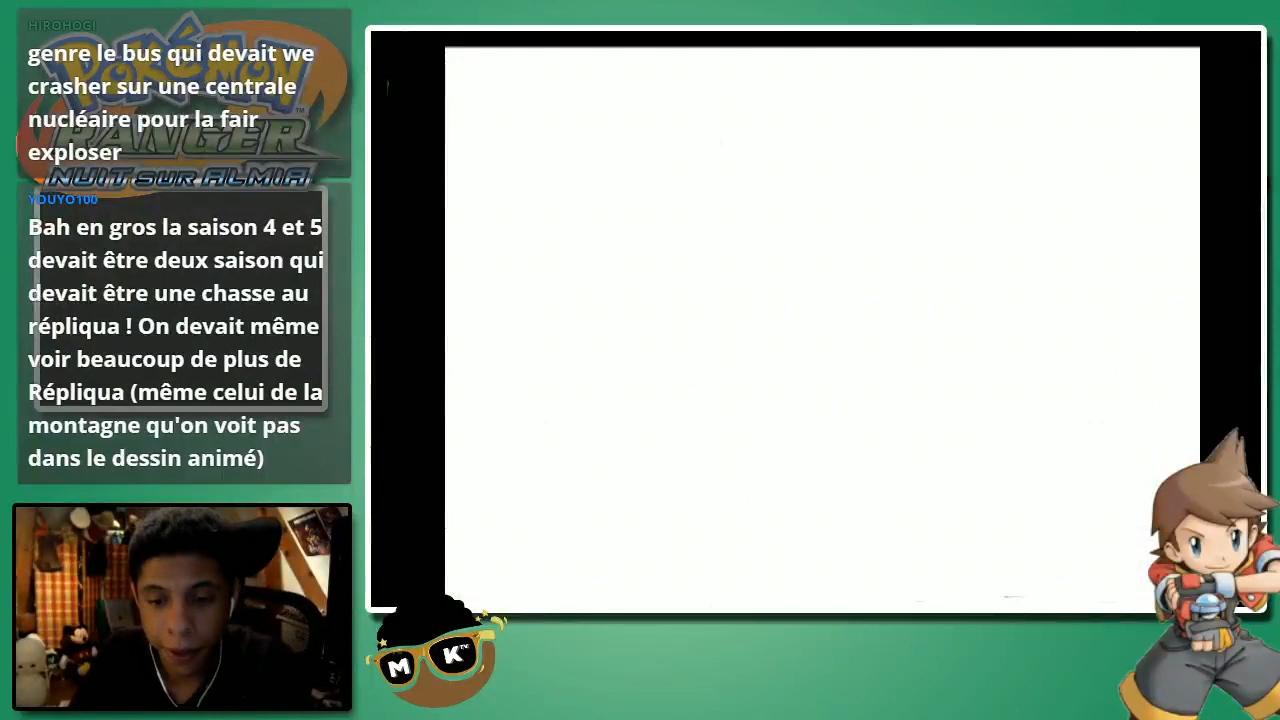 HIROHOGI
genre le bus qui devait we
crasher sur une centrale
nucléaire pour la fair
exploser
POKÉMON
RANGER
NUIT SUR ALMIA
YOUYO100
Bah en gros la saison 4 et 5
devait être deux saison qui
devait être une chasse au
répliqua ! On devait même
voir beaucoup de plus de
Répliqua (même celui de la
montagne qu'on voit pas
dans le dessin animé)
M K TV